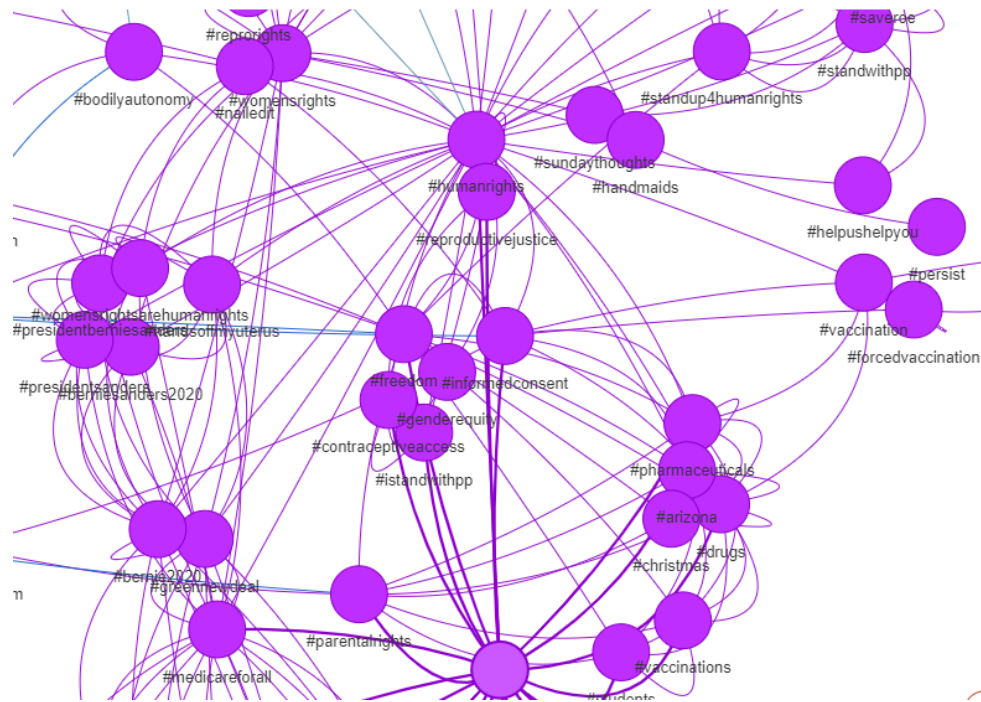 #saveroe
#reprorights
#standwithpp
#bodilyautonomy
#womensrights
#standup4humanrights
#nailedit
#sundaythoughts
#humanrights
#handmaids
#helpushelpyou
#reproductivejustice
#persist
#womensrightsarehumanrights
#vaccination
#forcedvaccination
#presidentsanders
#berniesanders2020
#freedom
#informedconsent
#genderequity
#contraceptiveaccess
#istandwithpp
#pharmaceuticals
#arizona
#drugs
#christmas
#bernie2020
#greennewdeal
m
#parentalrights
#vaccinations
#medicareforall